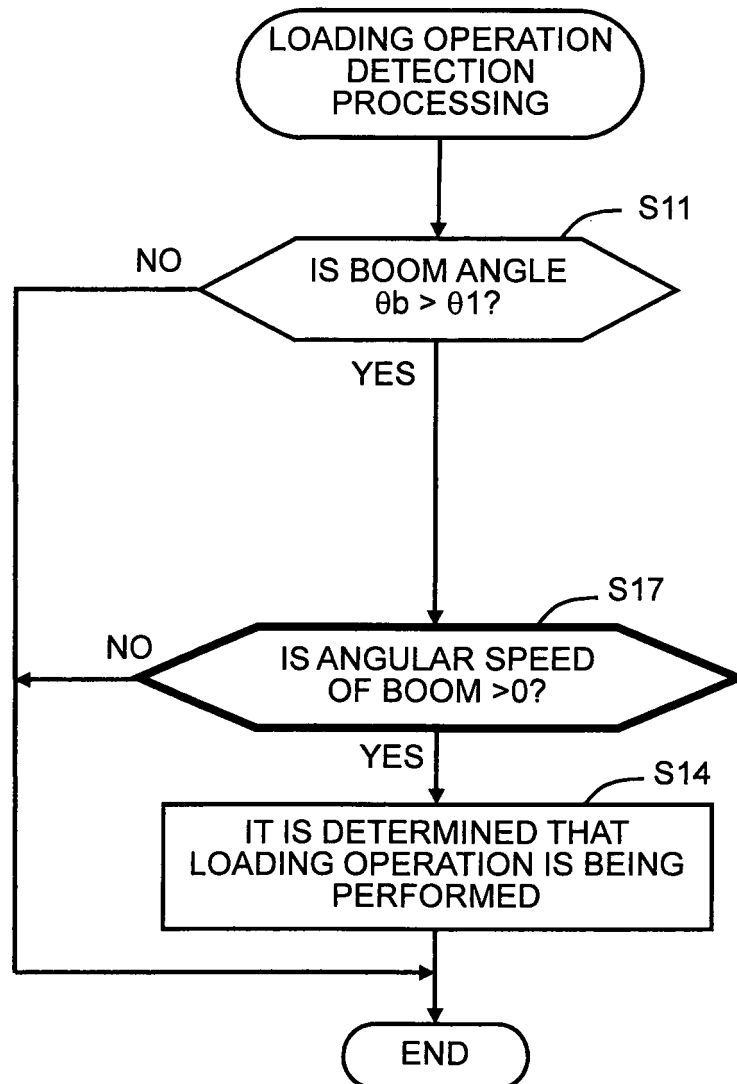 LOADING OPERATION
DETECTION
PROCESSING
S11
NO
IS BOOM ANGLE
θb > θ1?
YES
S17
NO
IS ANGULAR SPEED
OF BOOM >0?
YES
S14
IT IS DETERMINED THAT
LOADING OPERATION IS BEING
PERFORMED
END